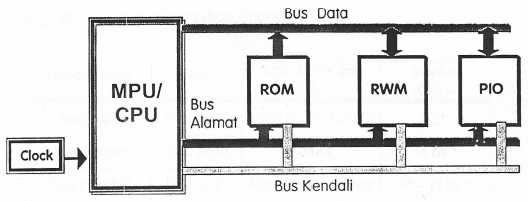 Bus Data
MPU/
CPU
ROM
RWM
PIO
Bus
Alamat
Clock
Bus Kendali